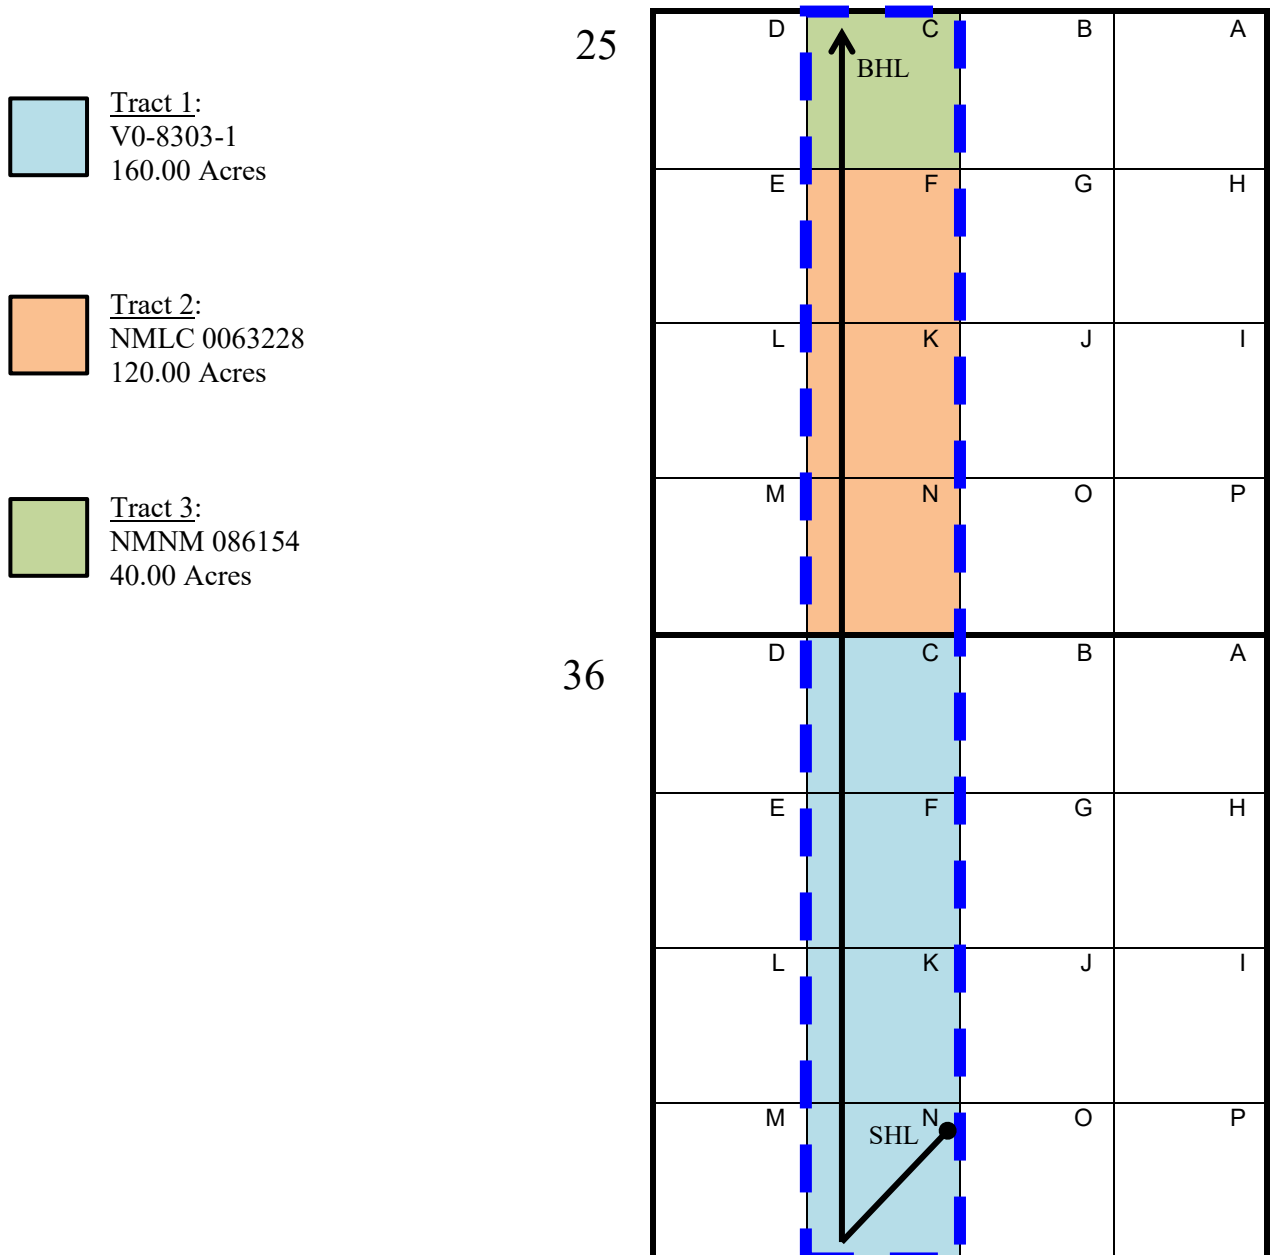 25
Tract 1:
V0-8303-1
160.00 Acres
Tract 2:
NMLC 0063228
120.00 Acres
Tract 3:
NMNM 086154
40.00 Acres
D C B A
BHL
E F G H
L K J I
M N O P
36
D C B A
E F G H
L K J I
M N O P
SHL